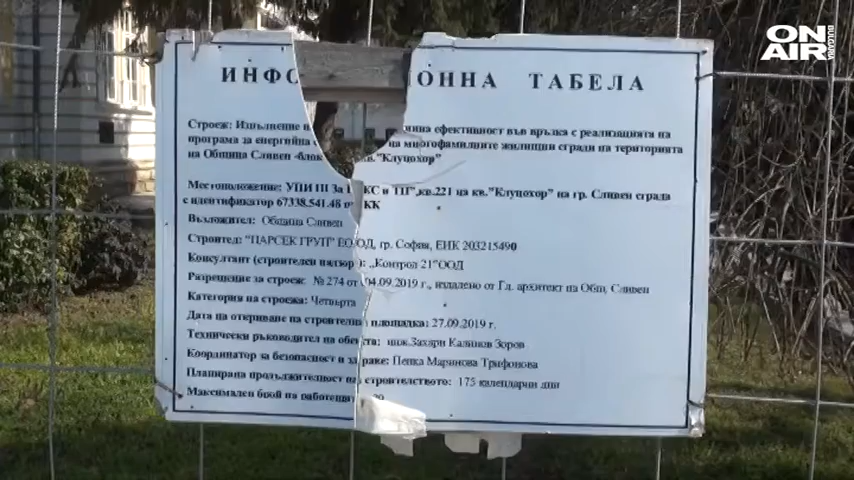 ON AIR
BULGARIA
ИНФО ОННА ТАБЕЛА
Строеж: Изпълнение ефективност във връзка с реализацията на
програма за енергийна на многофамилните жилищни сгради на територията
на Община Сливен -блок кв."Клуцохор"
Местоположение: УПИ III За КС и ТП",кв.221 на кв."Клуцохор" на гр. Сливен сграда
с идентификатор 67338.541.48 КК
Възложител: Община Сливен
Строител: "ПАРСЕК ГРУП" ЕООД, гр. София, ЕИК 203215490
Консултант (строителен надзор): „Контрол 21"ООД
Разрешение за строеж: № 274 от 04.09.2019 г., издадено от Гл. архитект на Общ. Сливен
Категория на строежа: Четвърта
Дата на откриване на строителна площадка: 27.09.2019 г.
Технически ръководител на обекта: инж.Захари Калинков Зоров
Координатор за безопасност и здраве: Пенка Маринова Трифонова
Планирана продължителност на строителството: 175 календарни дни
Максимален брой на работещите